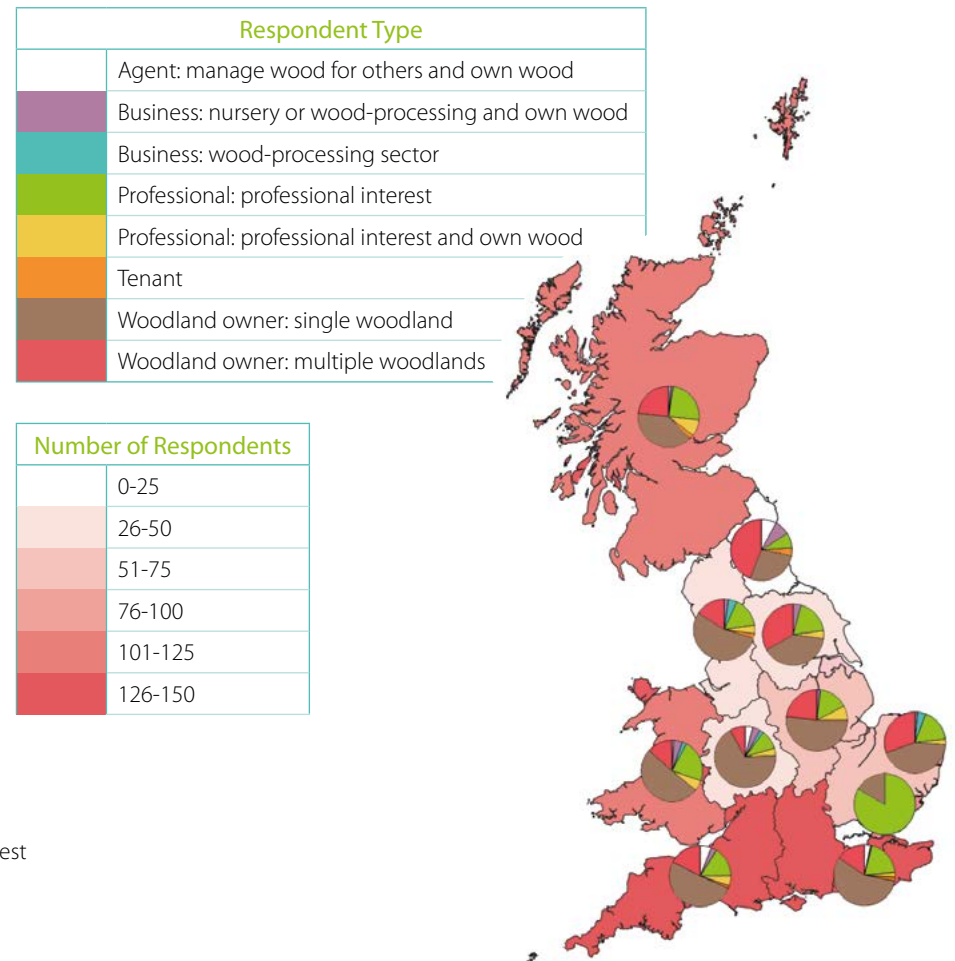 Respondent Type
Agent: manage wood for others and own wood
Business: nursery or wood-processing and own wood
Business: wood-processing sector
Professional: professional interest
Professional: professional interest and own wood
Tenant
Woodland owner: single woodland
Woodland owner: multiple woodlands
Number of Respondents
0-25
26-50
51-75
76-100
101-125
126-150
est